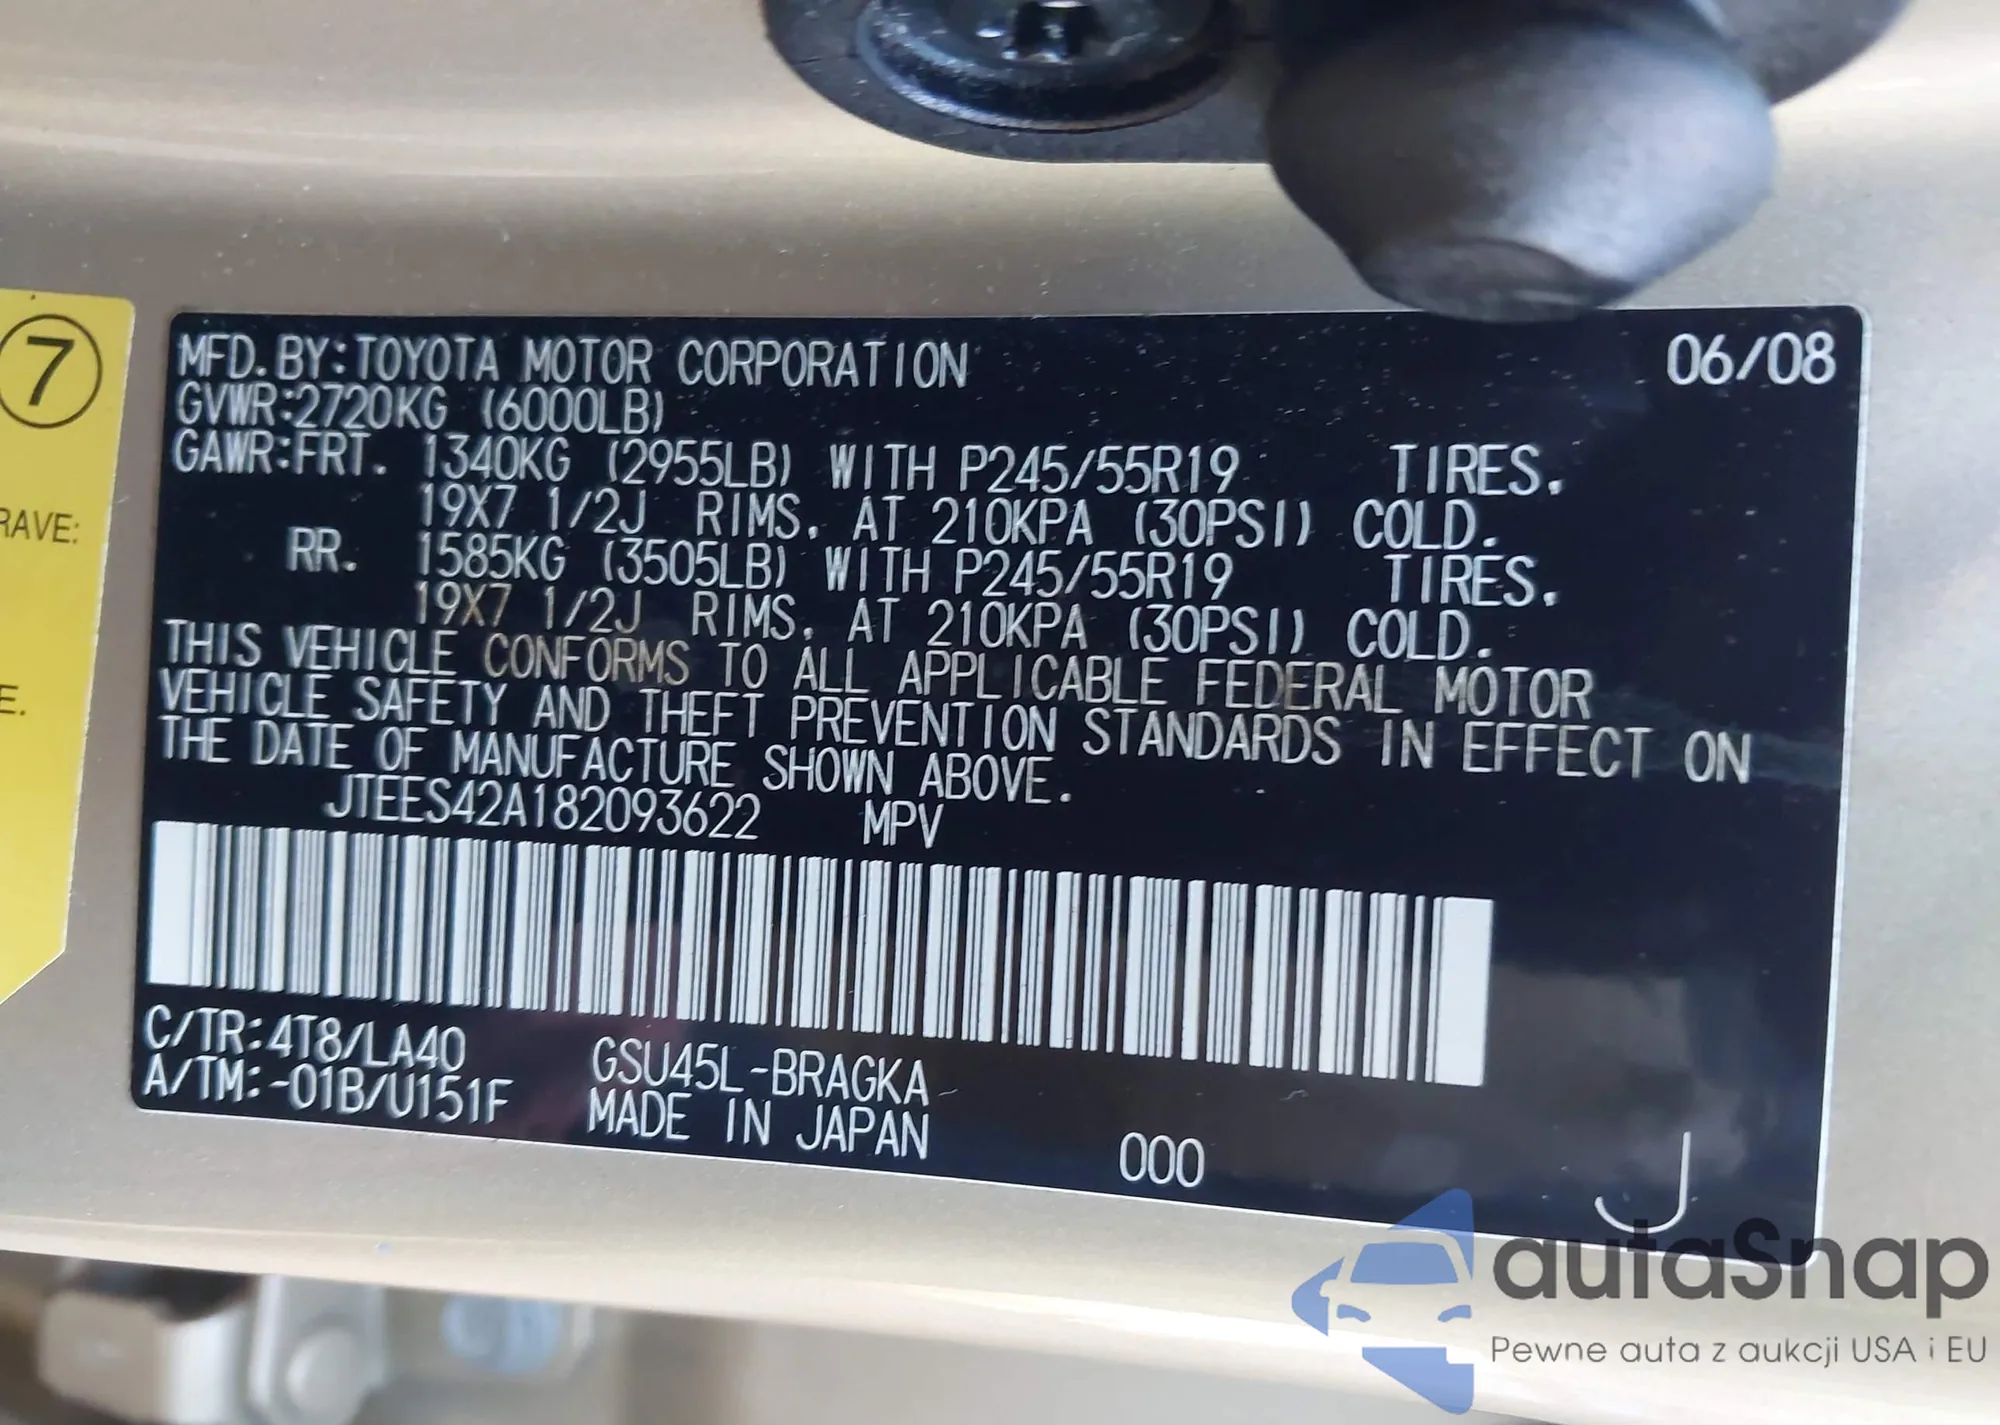 7
RAVE:
E.
MFD. BY:TOYOTA MOTOR CORPORATION 06/08
GVWR:2720KG (6000LB)
GAWR:FRT. 1340KG (2955LB) WITH P245/55R19 TIRES.
19X7 1/2J RIMS. AT 210KPA (30PSI) COLD.
RR. 1585KG (3505LB) WITH P245/55R19 TIRES.
19X7 1/2J RIMS. AT 210KPA (30PSI) COLD.
THIS VEHICLE CONFORMS TO ALL APPLICABLE FEDERAL MOTOR
VEHICLE SAFETY AND THEFT PREVENTION STANDARDS IN EFFECT ON
THE DATE OF MANUFACTURE SHOWN ABOVE.
JTEES42A182093622 MPV
C/TR:4T8/LA40 GSU45L-BRAGKA
A/TM:-01B/U151F MADE IN JAPAN 000
J
autaSnap
Pewne auta z aukcji USA i EU